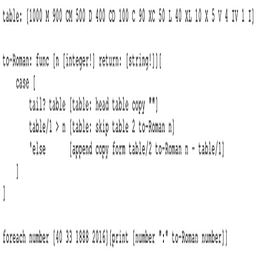 table: [1000 M 900 CM 500 D 400 CD 100 C 90 XC 50 L 40 XL 10 X 5 V 4 IV 1 I]
to-Roman: func [n [integer!] return: [string!]][
case [
tail? table [table: head table copy ""]
table/1 > n [table: skip table 2 to-Roman n]
'else [append copy form table/2 to-Roman n - table/1]
]
]
foreach number [40 33 1888 2016][print [number ":" to-Roman number]]